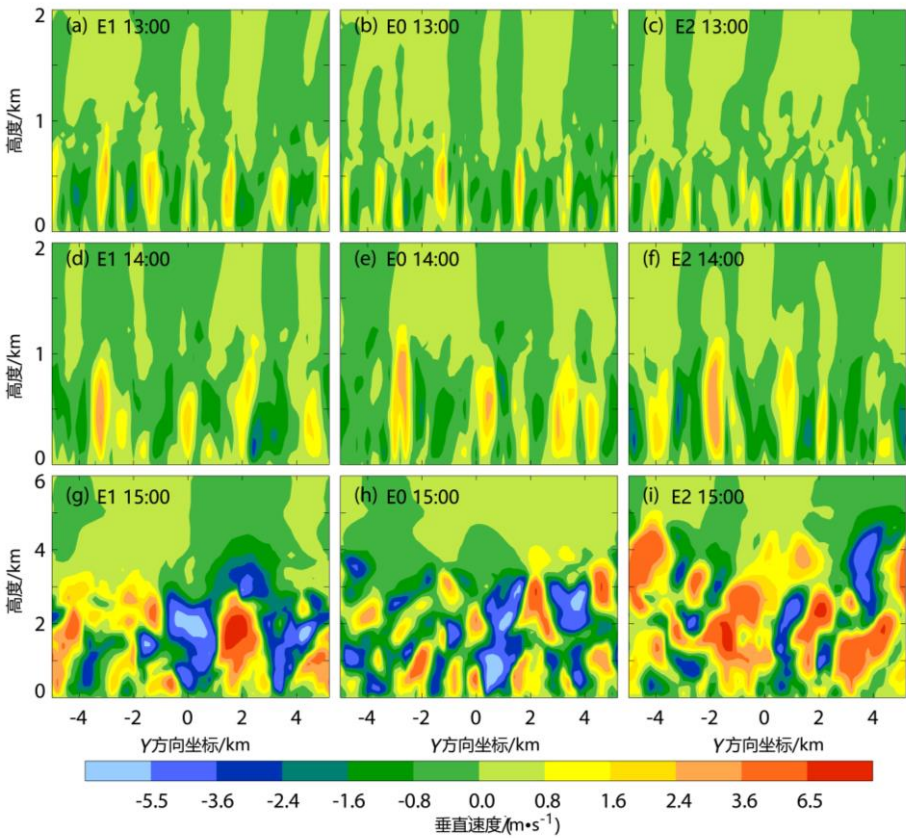 (a) E1 13:00 (b) E0 13:00 (c) E2 13:00
2
1
0
高度/km
(d) E1 14:00 (e) E0 14:00 (f) E2 14:00
2
1
0
高度/km
(g) E1 15:00 (h) E0 15:00 (i) E2 15:00
6
4
2
0
高度/km
-4 -2 0 2 4 -4 -2 0 2 4 -4 -2 0 2 4
Y方向坐标/km Y方向坐标/km Y方向坐标/km
-5.5 -3.6 -2.4 -1.6 -0.8 0.0 0.8 1.6 2.4 3.6 6.5
垂直速度/(m•s⁻¹)